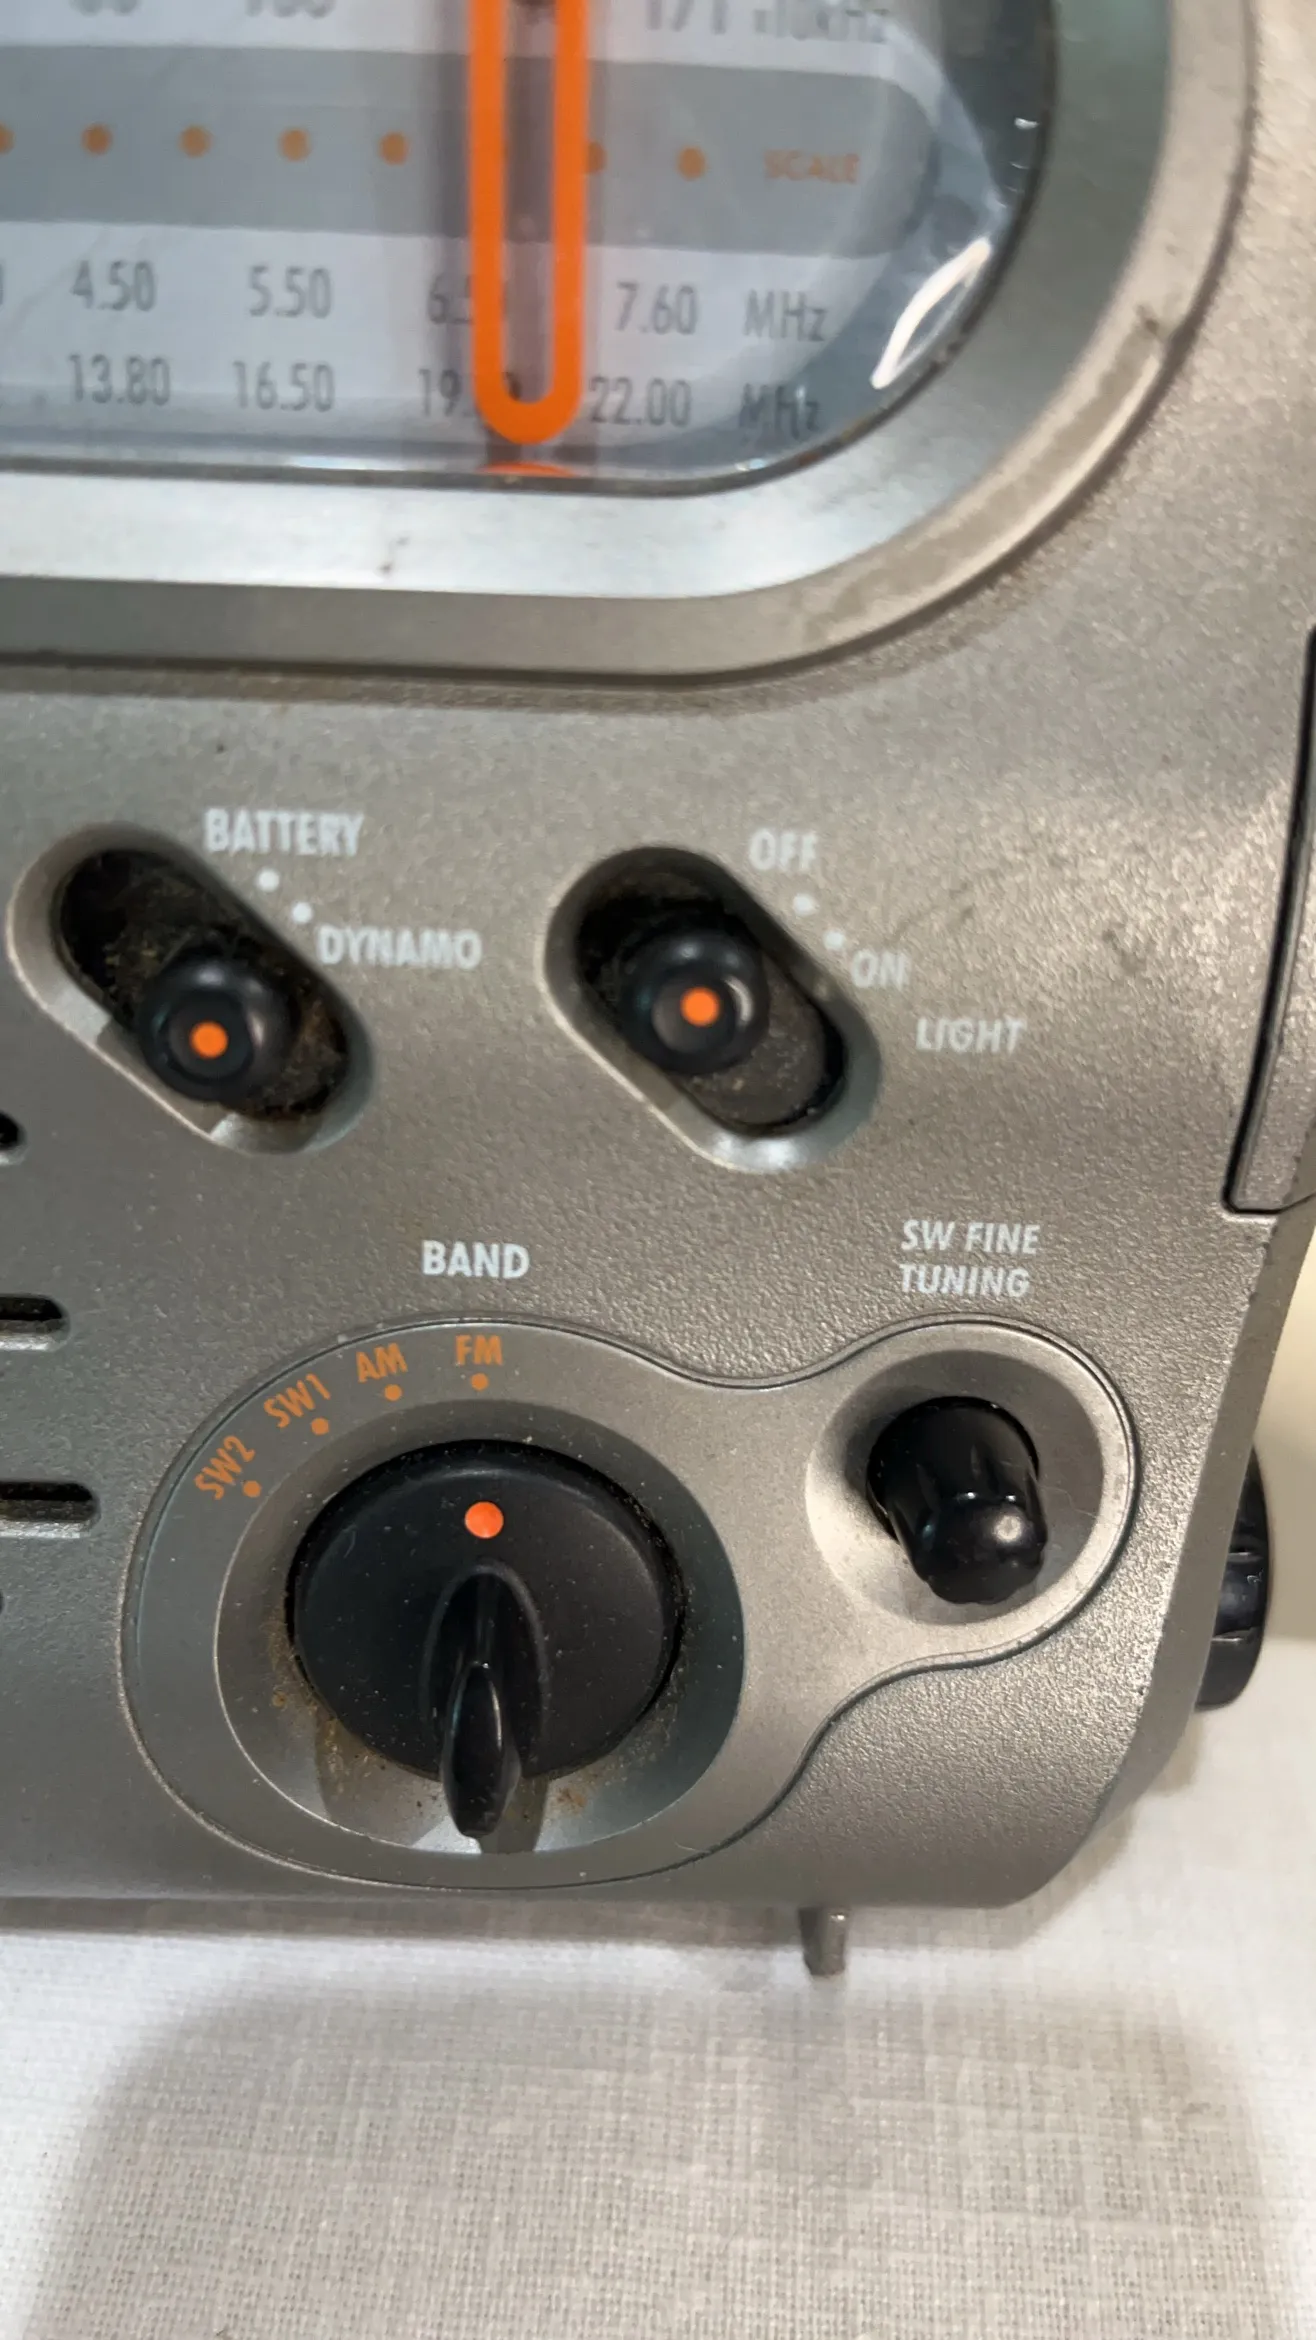 SCALE
4.50 5.50 7.60 MHz
13.80 16.50 22.00 MHz
BATTERY
DYNAMO
OFF
ON
LIGHT
BAND
SW2 SW1 AM FM
SW FINE
TUNING